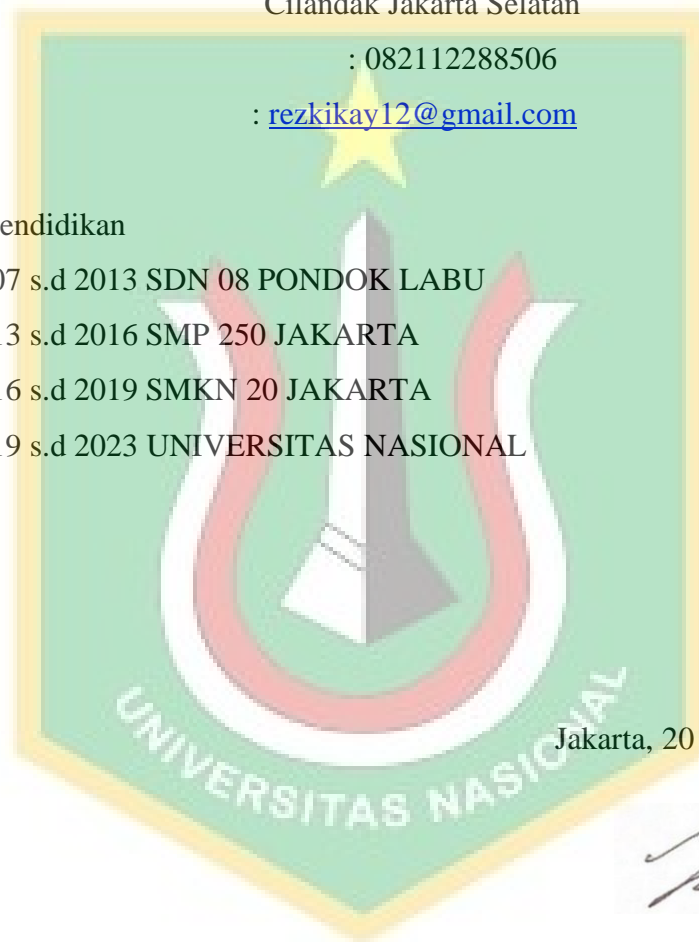 Cilandak Jakarta Selatan
: 082112288506
: rezkikay12@gmail.com
endidikan
07 s.d 2013 SDN 08 PONDOK LABU
13 s.d 2016 SMP 250 JAKARTA
16 s.d 2019 SMKN 20 JAKARTA
19 s.d 2023 UNIVERSITAS NASIONAL
Jakarta, 20
UNIVERSITAS NASIONAL